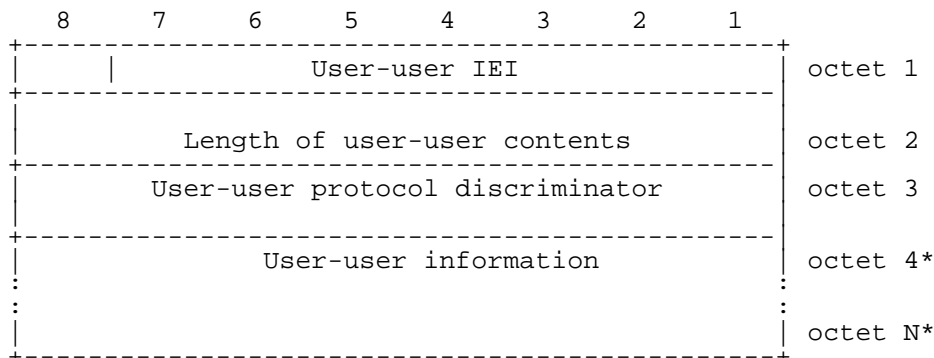 8 7 6 5 4 3 2 1
+-----------------------------------------------+
| | User-user IEI | octet 1
+-----------------------------------------------|
| |
| Length of user-user contents | octet 2
+-----------------------------------------------|
| User-user protocol discriminator | octet 3
| |
+-----------------------------------------------|
| User-user information | octet 4*
: :
: :
| | octet N*
+-----------------------------------------------+